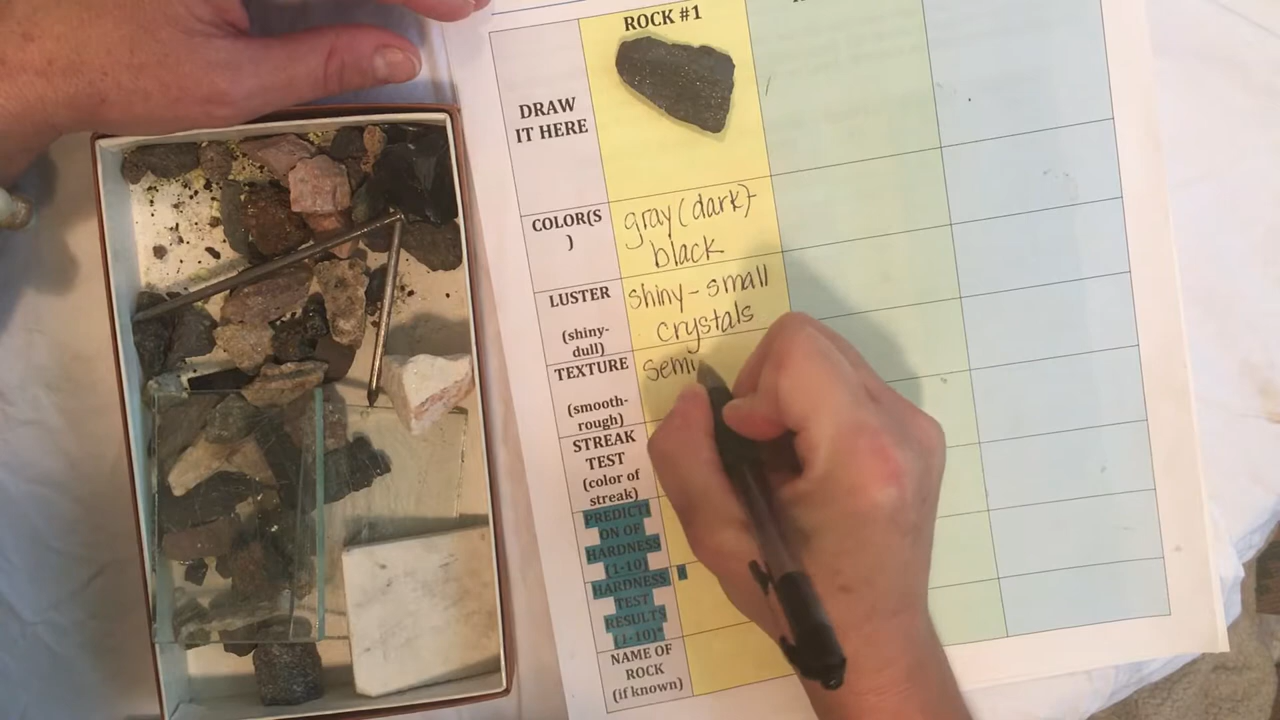 ROCK #1
DRAW
IT HERE
COLOR(S
)
gray (dark)-
black
LUSTER
(shiny-
dull)
shiny - small
crystals
TEXTURE
(smooth-
rough)
semi
STREAK
TEST
(color of
streak)
PREDICTI
ON OF
HARDNESS
(1-10)
HARDNESS
TEST
RESULTS
(1-10)*
NAME OF
ROCK
(if known)